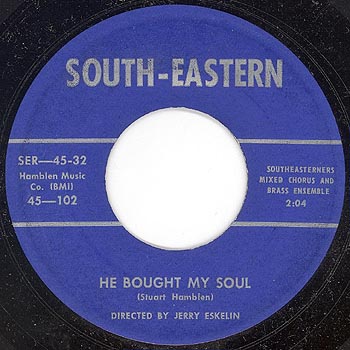 SOUTH-EASTERN
SER—45-32
Hamblen Music
Co. (BMI)
45—102
SOUTHEASTERNERS
MIXED CHORUS AND
BRASS ENSEMBLE
2:04
HE BOUGHT MY SOUL
(Stuart Hamblen)
DIRECTED BY JERRY ESKELIN